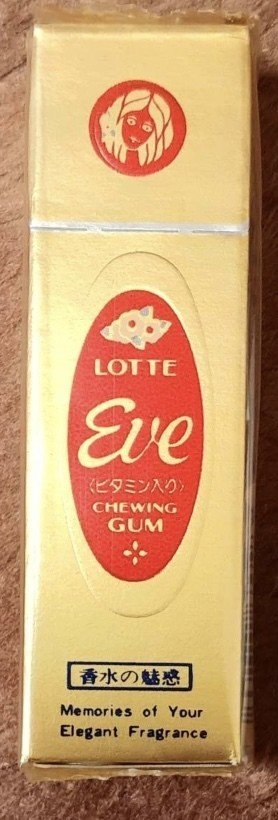 LOTTE
Eve
〈ビタミン入り〉
CHEWING
GUM
香水の魅惑
Memories of Your
Elegant Fragrance